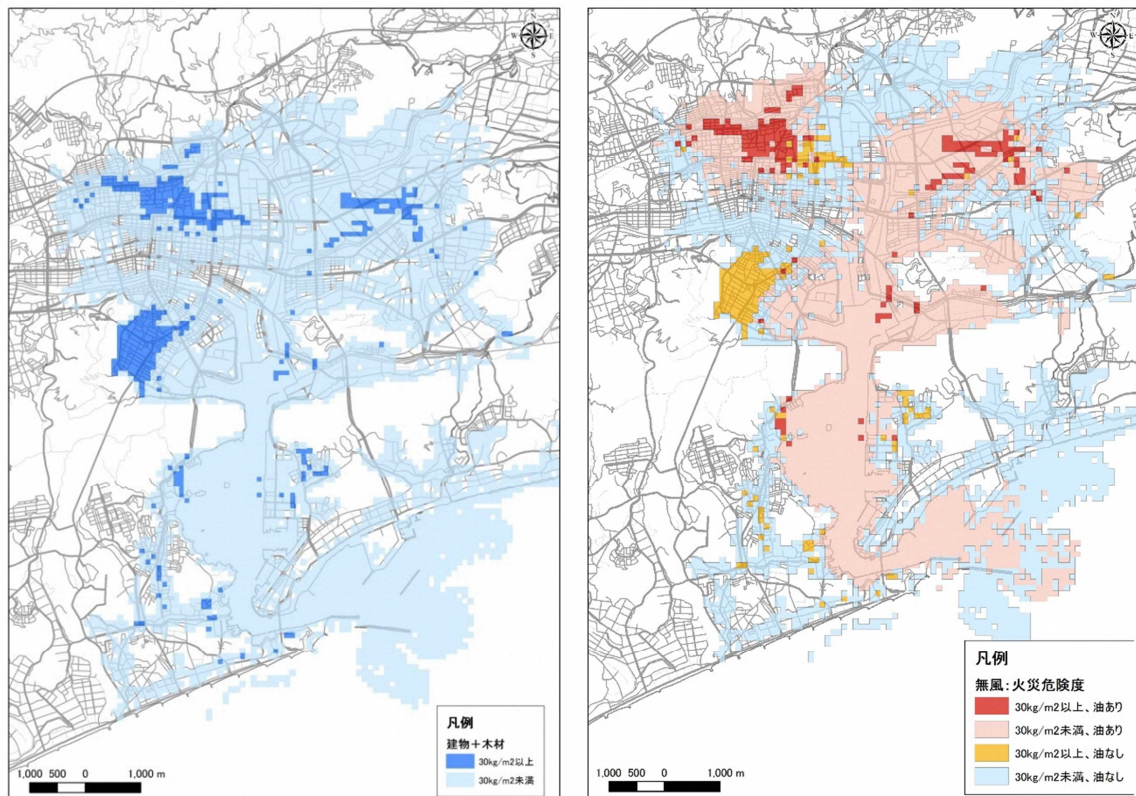 N
W
E
S
凡例
建物＋木材
30kg/m2以上
30kg/m2未満
1,000 500 0 1,000 m
N
W
E
S
凡例
無風:火災危険度
30kg/m2以上、油あり
30kg/m2未満、油あり
30kg/m2以上、油なし
30kg/m2未満、油なし
1,000 500 0 1,000 m